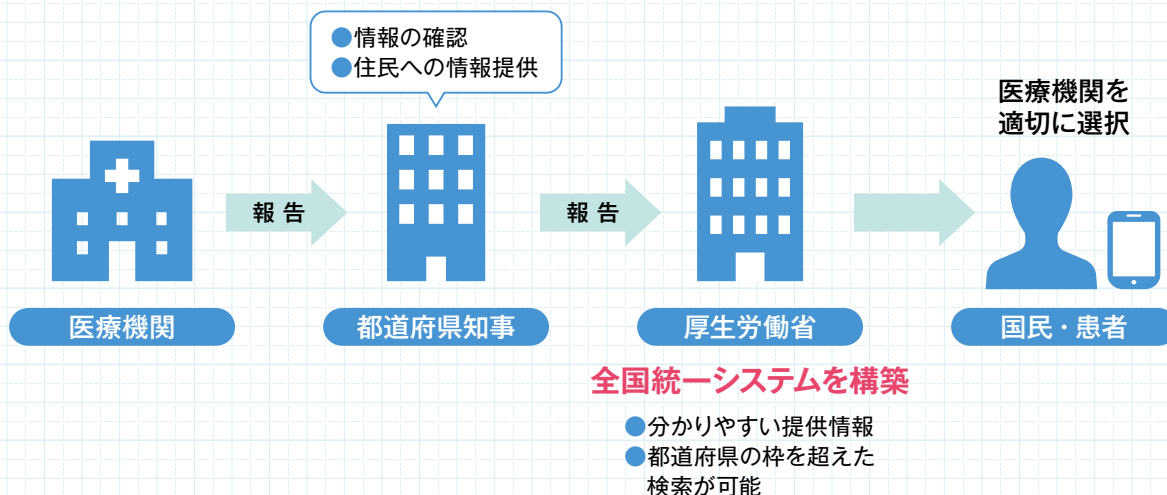 ●情報の確認
●住民への情報提供
医療機関を
適切に選択
報告
報告
医療機関
都道府県知事
厚生労働省
国民・患者
全国統一システムを構築
●分かりやすい提供情報
●都道府県の枠を超えた
検索が可能